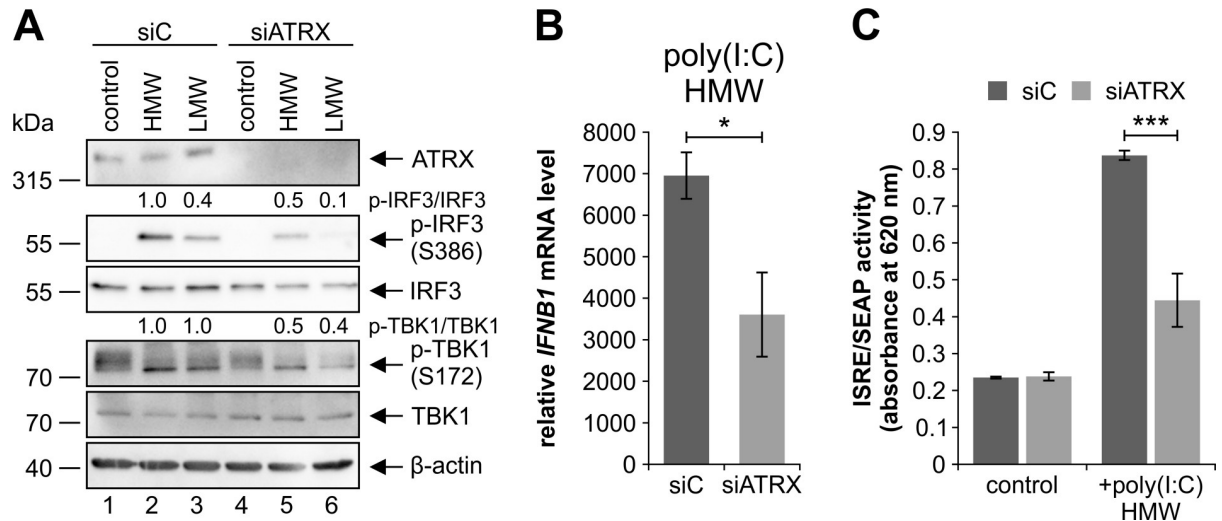 A
siC siATRX
control HMW LMW control HMW LMW
kDa
ATRX
315
1.0 0.4 0.5 0.1 p-IRF3/IRF3
p-IRF3
55
(S386)
55 IRF3
1.0 1.0 0.5 0.4 p-TBK1/TBK1
p-TBK1
70 (S172)
70 TBK1
40 β-actin
1 2 3 4 5 6
B
poly(I:C)
HMW
relative IFNB1 mRNA level
8000
7000
6000
5000
4000
3000
2000
1000
0
*
siC siATRX
C
siC siATRX
ISRE/SEAP activity
(absorbance at 620 nm)
0.9
0.8
0.7
0.6
0.5
0.4
0.3
0.2
0.1
0
***
control +poly(I:C)
HMW